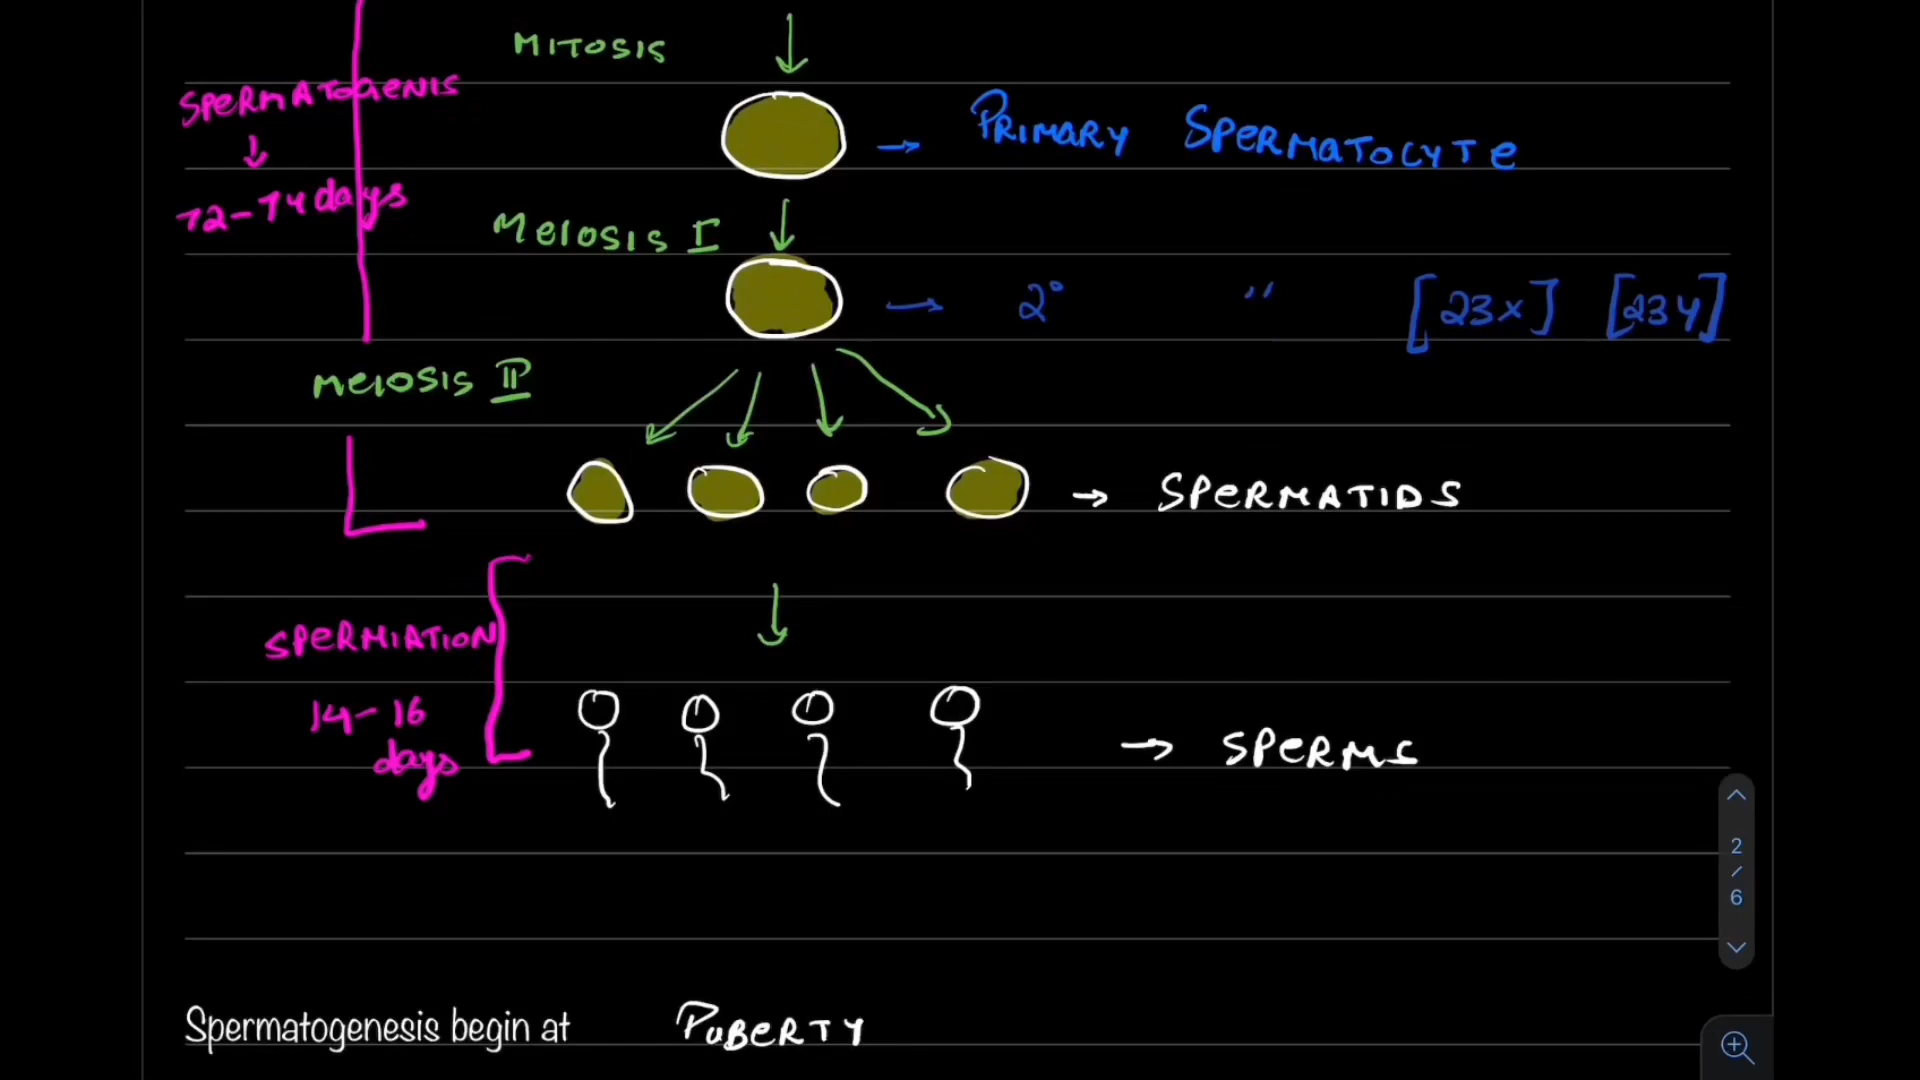 MITOSIS
SPERMATOGENIS
↓
72-74 days
→ PRIMARY SPERMATOCYTE
MEIOSIS I
→ 2° " [23x] [23y]
MEIOSIS II
→ SPERMATIDS
SPERMIATION
14-16
days
→ SPERMS
2
/
6
Spermatogenesis begin at PUBERTY